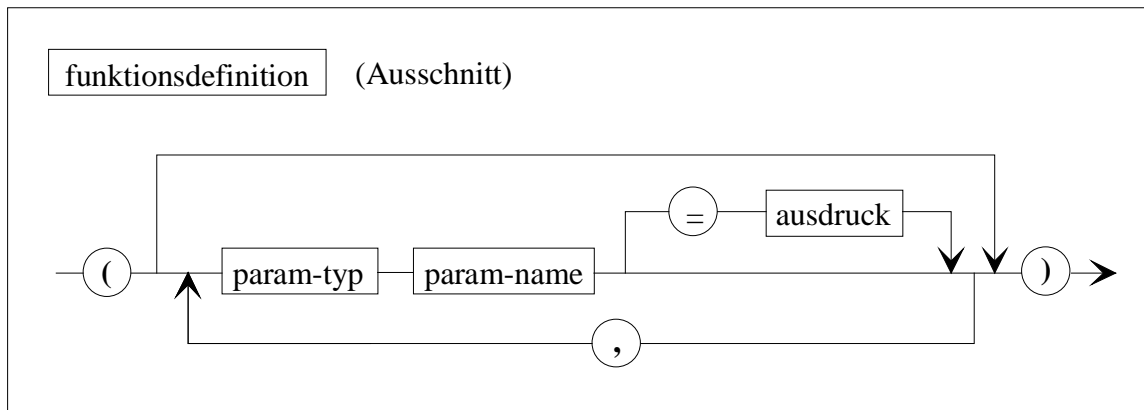 funktionsdefinition (Ausschnitt)
= ausdruck
( param-typ param-name )
,